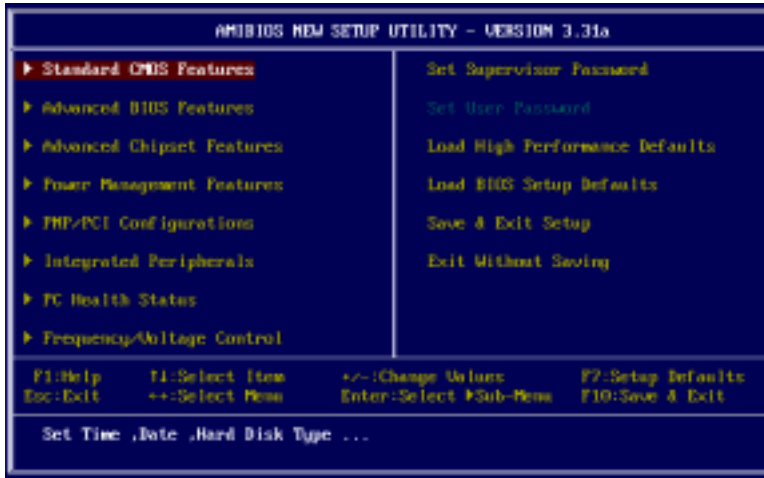 AMIBIOS NEW SETUP UTILITY - VERSION 3.31a
▶ Standard CMOS Features
▶ Advanced BIOS Features
▶ Advanced Chipset Features
▶ Power Management Features
▶ PNP/PCI Configurations
▶ Integrated Peripherals
▶ PC Health Status
▶ Frequency/Voltage Control
Set Supervisor Password
Set User Password
Load High Performance Defaults
Load BIOS Setup Defaults
Save & Exit Setup
Exit Without Saving
F1:Help ↑↓:Select Item +/-:Change Values F7:Setup Defaults
Esc:Exit ←→:Select Menu Enter:Select ▶Sub-Menu F10:Save & Exit
Set Time ,Date ,Hard Disk Type ...